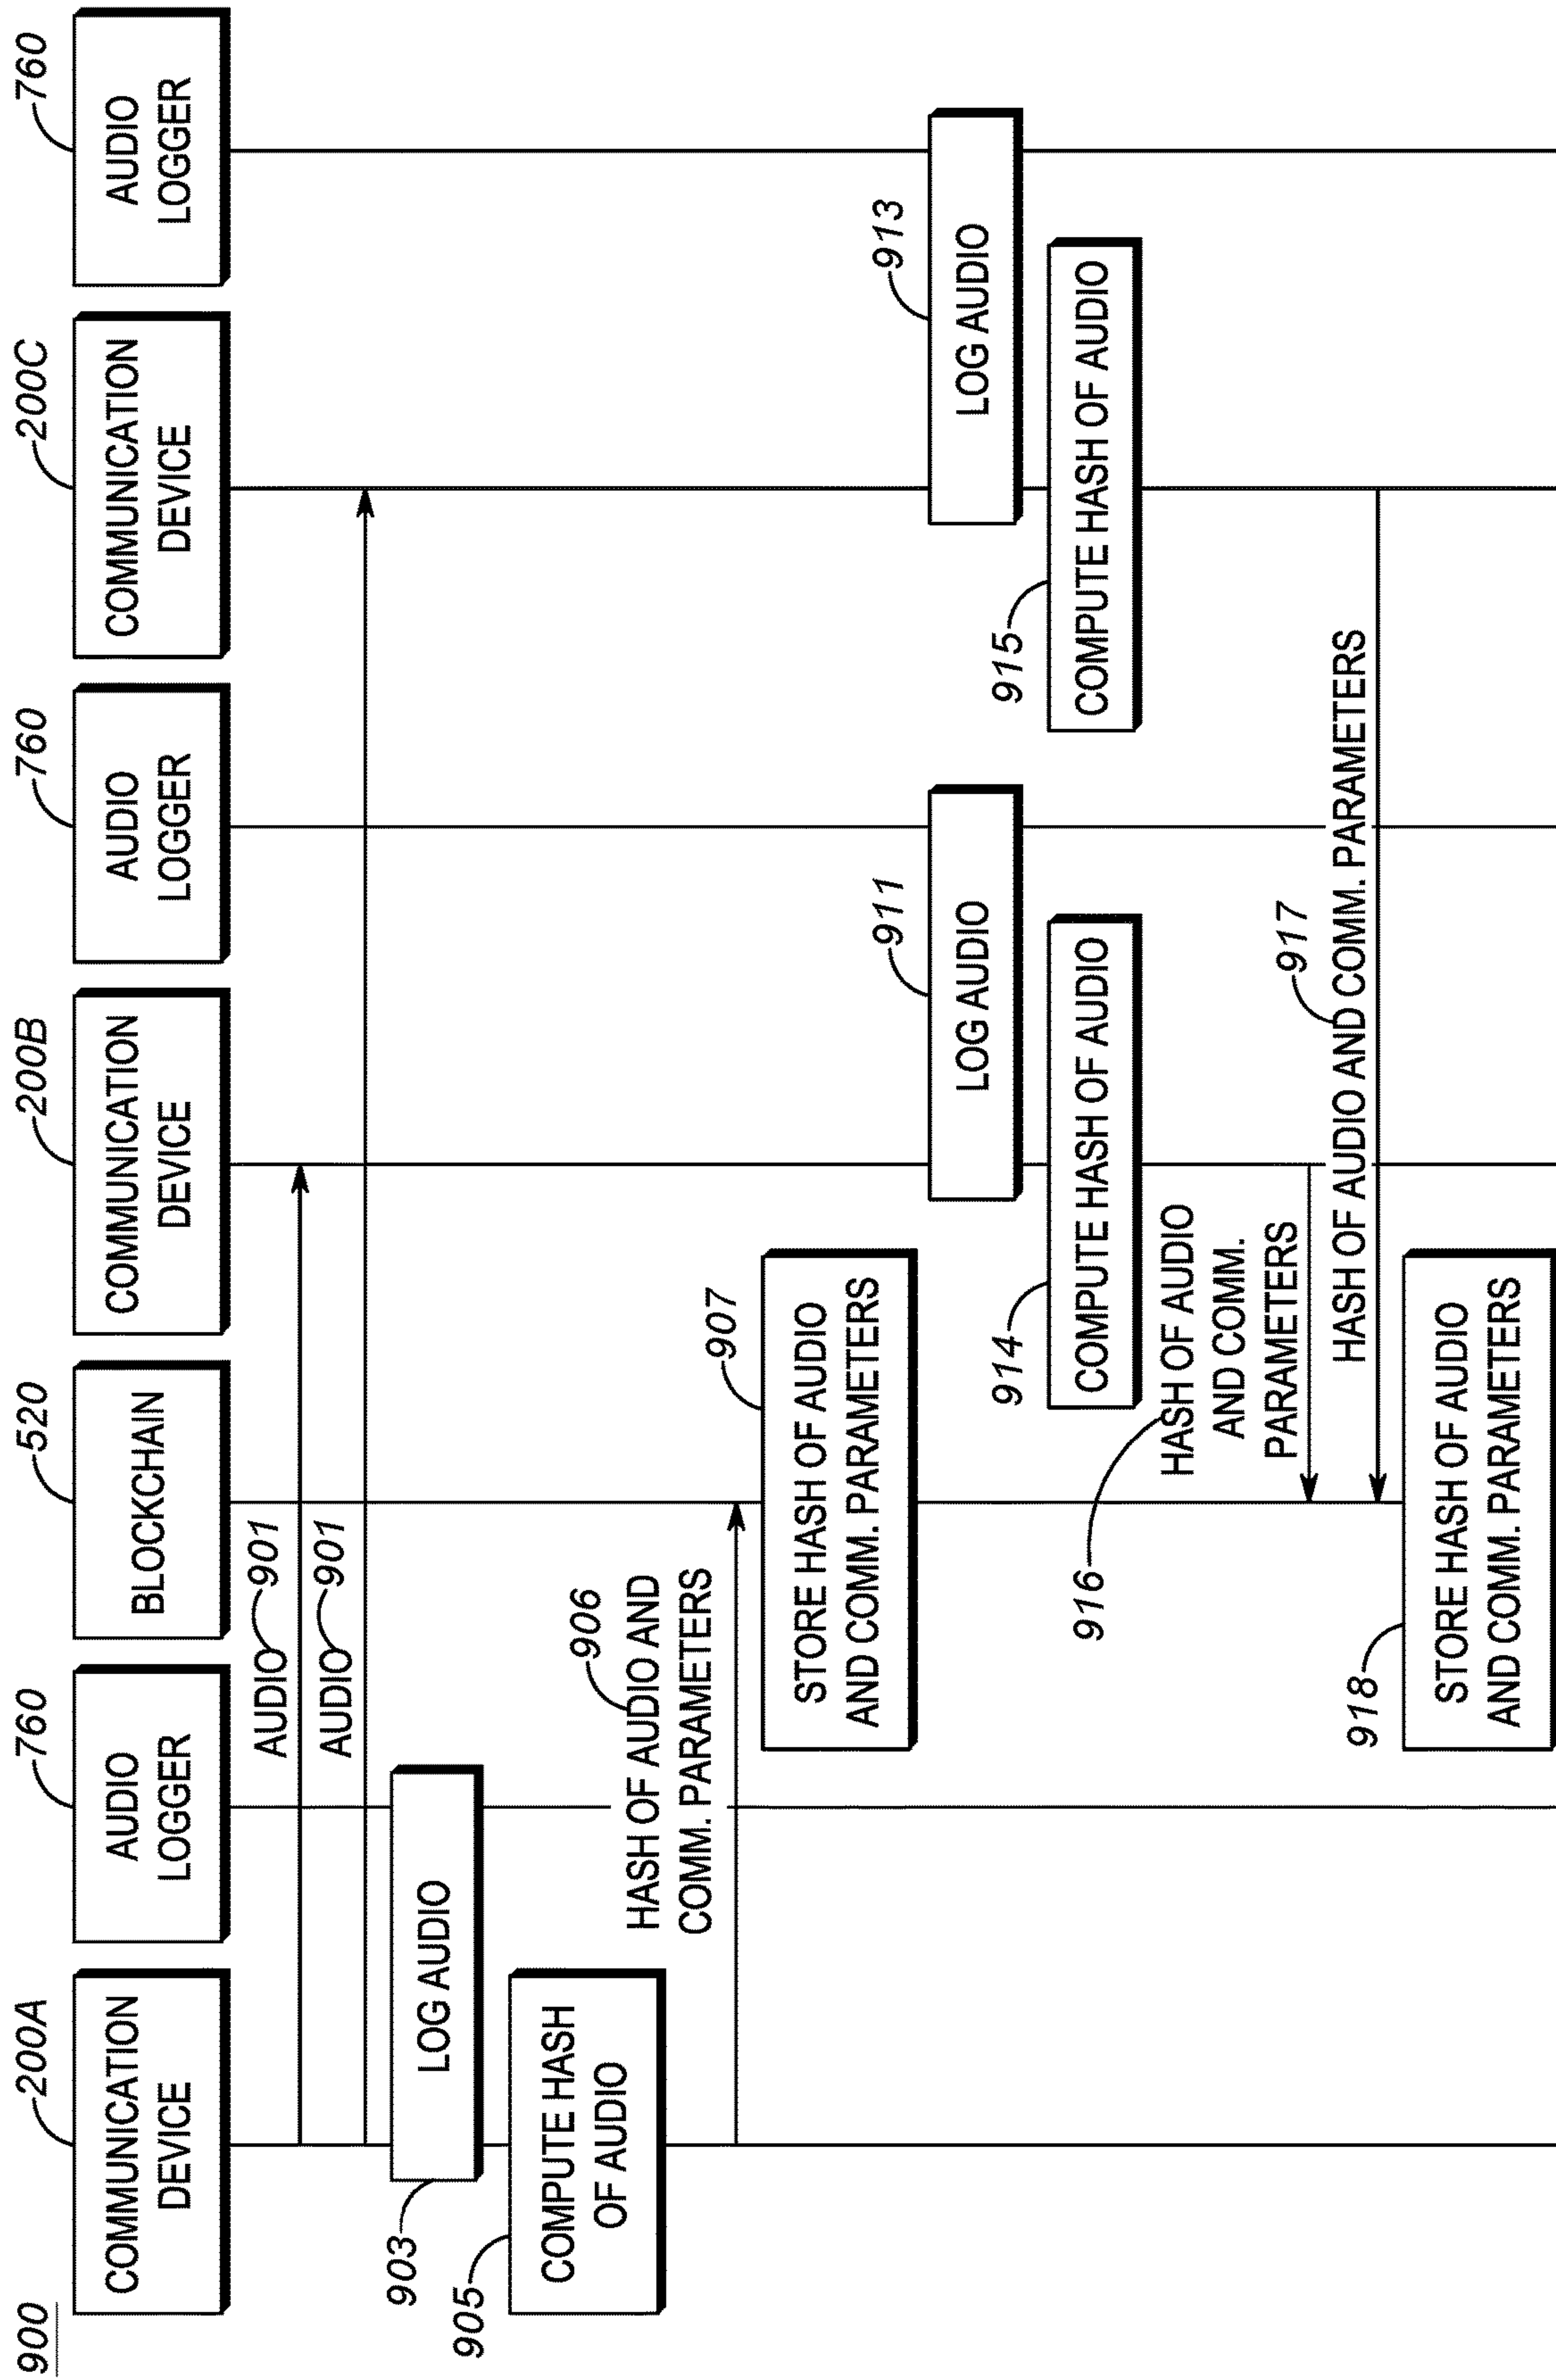 900
200A
COMMUNICATION
DEVICE
760
AUDIO
LOGGER
520
BLOCKCHAIN
200B
COMMUNICATION
DEVICE
760
AUDIO
LOGGER
200C
COMMUNICATION
DEVICE
760
AUDIO
LOGGER
AUDIO 901
AUDIO 901
903
LOG AUDIO
905
COMPUTE HASH
OF AUDIO
906
HASH OF AUDIO AND
COMM. PARAMETERS
907
STORE HASH OF AUDIO
AND COMM. PARAMETERS
911
LOG AUDIO
913
LOG AUDIO
914
COMPUTE HASH OF AUDIO
915
COMPUTE HASH OF AUDIO
916
HASH OF AUDIO
AND COMM.
PARAMETERS
917
HASH OF AUDIO AND COMM. PARAMETERS
918
STORE HASH OF AUDIO
AND COMM. PARAMETERS